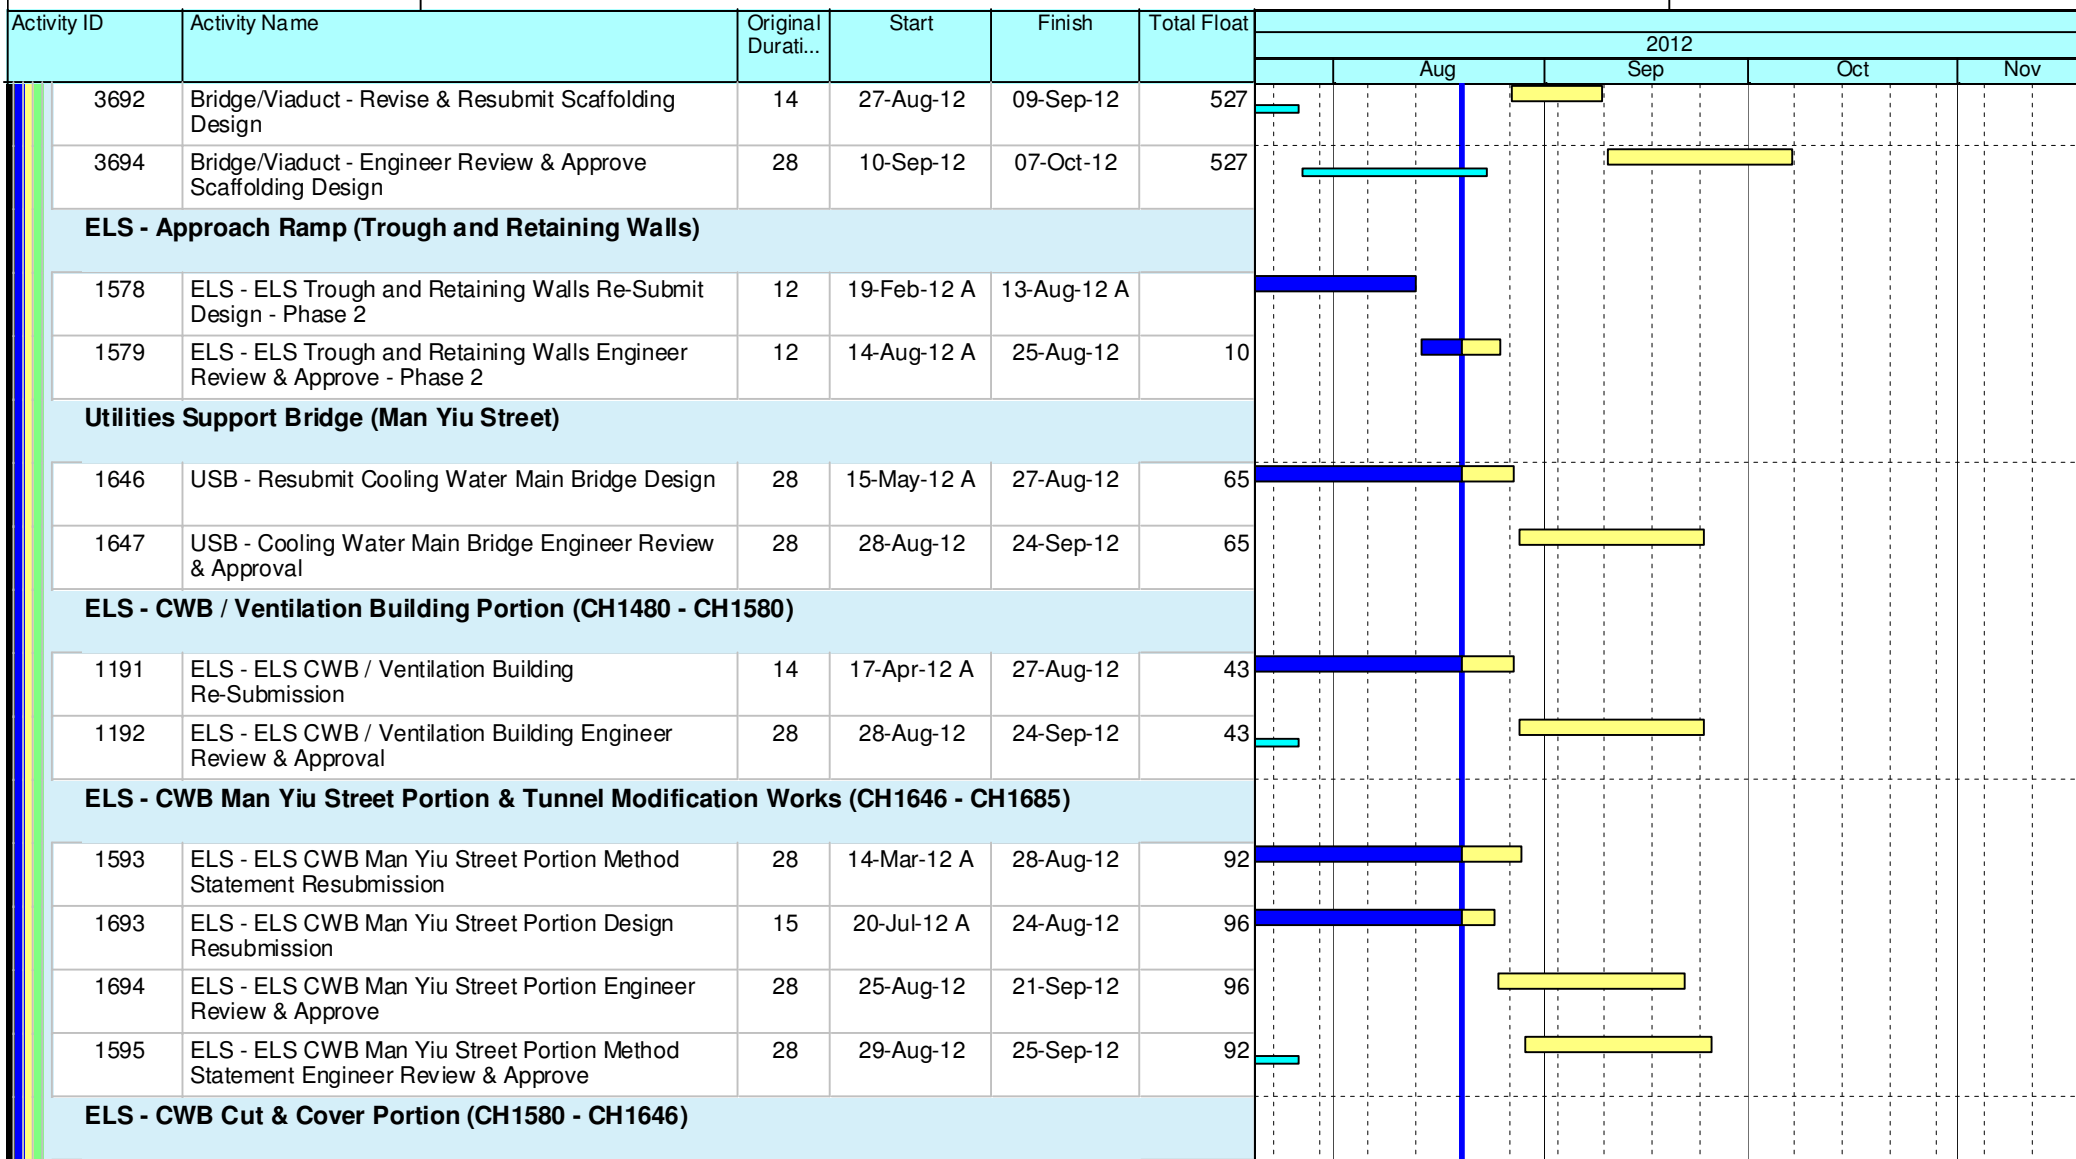 Activity ID Activity Name Original Start Finish Total Float
Durati...
2012
Aug Sep Oct Nov
3692 Bridge/Viaduct - Revise & Resubmit Scaffolding 14 27-Aug-12 09-Sep-12 527
Design
3694 Bridge/Viaduct - Engineer Review & Approve 28 10-Sep-12 07-Oct-12 527
Scaffolding Design
ELS - Approach Ramp (Trough and Retaining Walls)
1578 ELS - ELS Trough and Retaining Walls Re-Submit 12 19-Feb-12 A 13-Aug-12 A
Design - Phase 2
1579 ELS - ELS Trough and Retaining Walls Engineer 12 14-Aug-12 A 25-Aug-12 10
Review & Approve - Phase 2
Utilities Support Bridge (Man Yiu Street)
1646 USB - Resubmit Cooling Water Main Bridge Design 28 15-May-12 A 27-Aug-12 65
1647 USB - Cooling Water Main Bridge Engineer Review 28 28-Aug-12 24-Sep-12 65
& Approval
ELS - CWB / Ventilation Building Portion (CH1480 - CH1580)
1191 ELS - ELS CWB / Ventilation Building 14 17-Apr-12 A 27-Aug-12 43
Re-Submission
1192 ELS - ELS CWB / Ventilation Building Engineer 28 28-Aug-12 24-Sep-12 43
Review & Approval
ELS - CWB Man Yiu Street Portion & Tunnel Modification Works (CH1646 - CH1685)
1593 ELS - ELS CWB Man Yiu Street Portion Method 28 14-Mar-12 A 28-Aug-12 92
Statement Resubmission
1693 ELS - ELS CWB Man Yiu Street Portion Design 15 20-Jul-12 A 24-Aug-12 96
Resubmission
1694 ELS - ELS CWB Man Yiu Street Portion Engineer 28 25-Aug-12 21-Sep-12 96
Review & Approve
1595 ELS - ELS CWB Man Yiu Street Portion Method 28 29-Aug-12 25-Sep-12 92
Statement Engineer Review & Approve
ELS - CWB Cut & Cover Portion (CH1580 - CH1646)